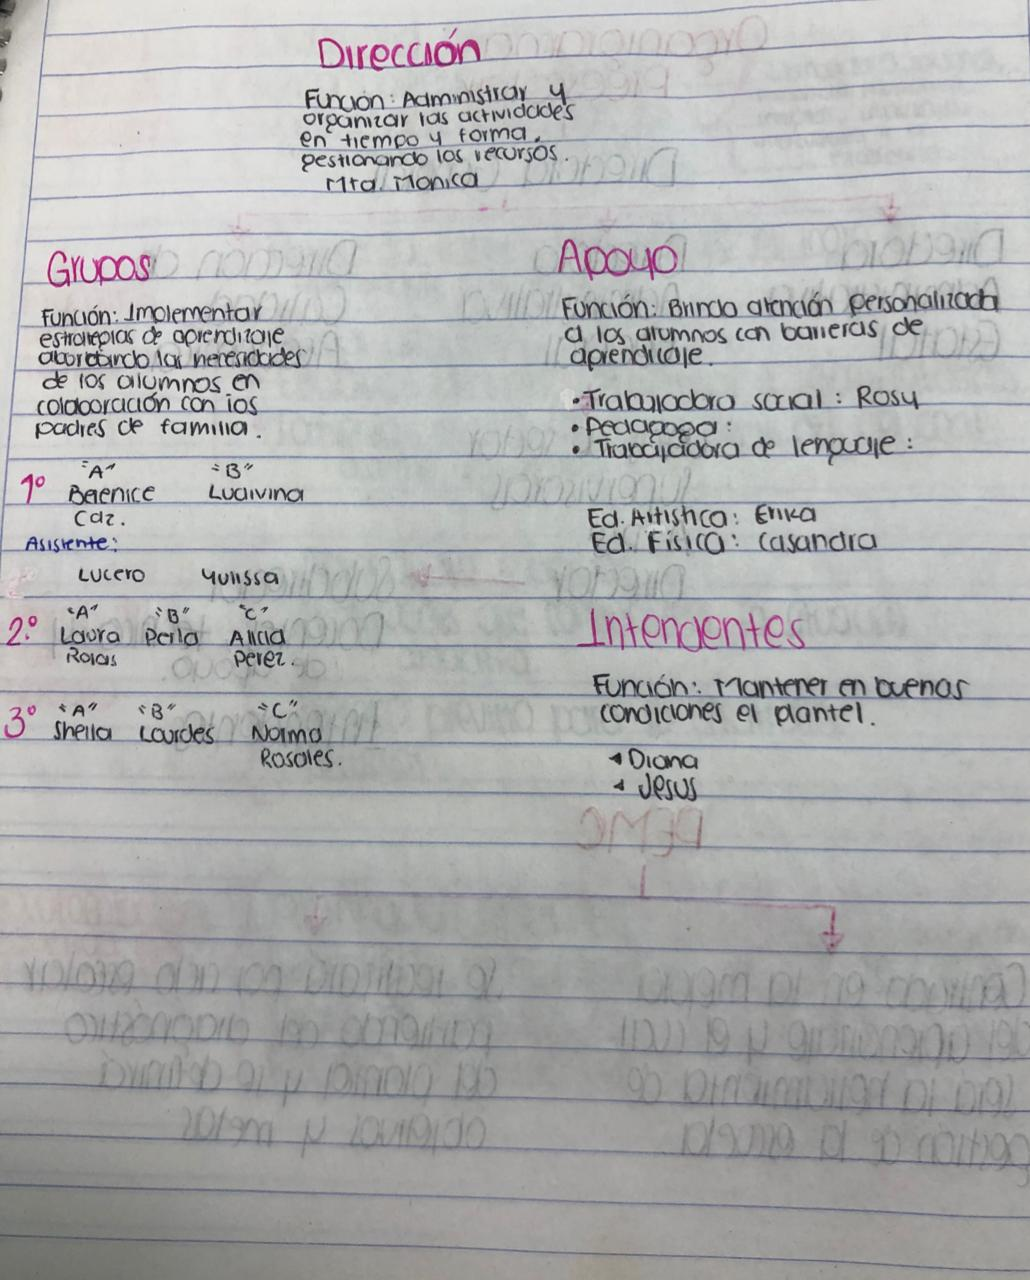 Dirección
Función: Administrar y
organizar las actividades
en tiempo y forma,
gestionando los recursos.
Mtra. Monica
Grupos
Función: Implementar
estrategias de aprendizaje
abordando las necesidades
de los alumnos en
colaboración con los
padres de familia.
1º "A" "B"
Berenice Ludivina
Cdz.
Asistente:
Lucero Yulissa
2.º "A" "B" "C"
Laura Perla Alicia
Rojas Perez.
3º "A" "B" "C"
Sheila Lourdes Norma
Rosales.
Apoyo
Función: Brinda atención personalizada
a los alumnos con barreras de
aprendizaje.
• Trabajadora social: Rosy
• Pedagoga:
• Trabajadora de lenguaje:
Ed. Artistica: Erika
Ed. Física: Casandra
Intendentes
Función: Mantener en buenas
condiciones el plantel.
Diana
Jesus